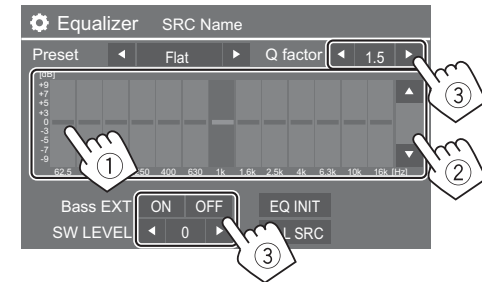 Equalizer SRC Name
Preset Flat Q factor 1.5
[dB]
+9
+7
+5
+3
0
-3
-5
-7
-9
62.5 400 630 1k 1.6k 2.5k 4k 6.3k 10k 16k [Hz]
Bass EXT ON OFF EQ INIT
SW LEVEL 0 SRC
1
2
3
3